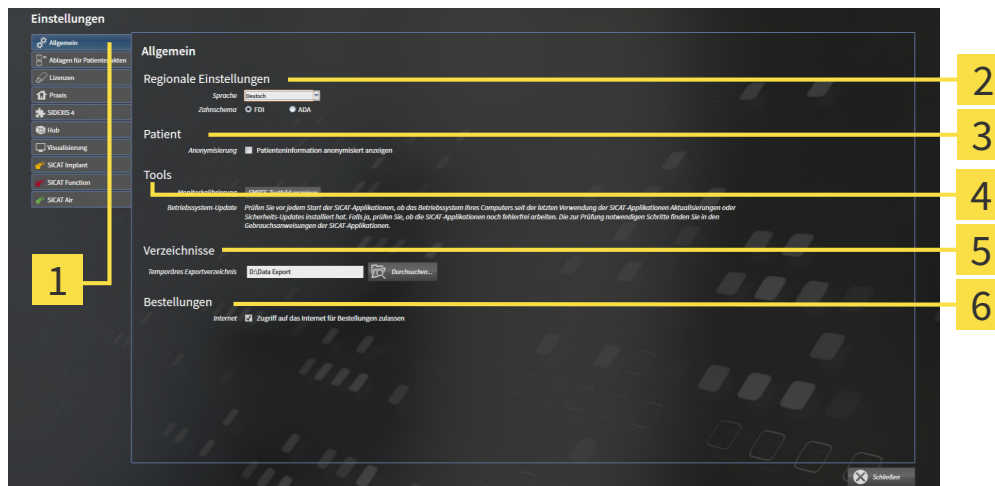 Einstellungen
Allgemein
Ablagen für Patientenakten
Lizenzen
Praxis
SIDEXIS 4
Hub
Visualisierung
SICAT Implant
SICAT Function
SICAT Air
1
Allgemein
Regionale Einstellungen
2
Sprache Deutsch
Zahnschema FDI ADA
Patient
3
Anonymisierung Patienteninformation anonymisiert anzeigen
Tools
4
Monitorkalibrierung SMPTE-Testbild anzeigen
Betriebssystem-Update Prüfen Sie vor jedem Start der SICAT-Applikationen, ob das Betriebssystem Ihres Computers seit der letzten Verwendung der SICAT-Applikationen Aktualisierungen oder
Sicherheits-Updates installiert hat. Falls ja, prüfen Sie, ob die SICAT-Applikationen noch fehlerfrei arbeiten. Die zur Prüfung notwendigen Schritte finden Sie in den
Gebrauchsanweisungen der SICAT-Applikationen.
Verzeichnisse
5
Temporäres Exportverzeichnis D:\Data Export Durchsuchen...
Bestellungen
6
Internet Zugriff auf das Internet für Bestellungen zulassen
Schließen